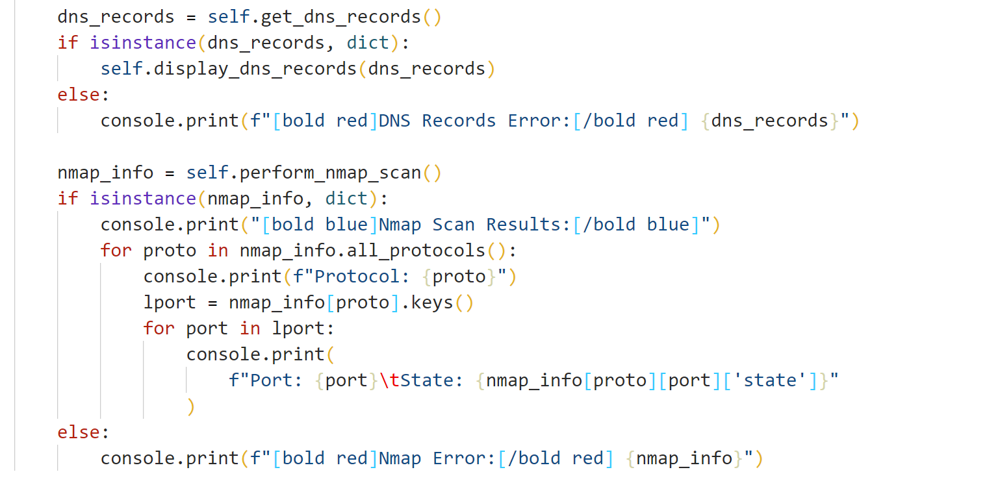 dns_records = self.get_dns_records()
if isinstance(dns_records, dict):
    self.display_dns_records(dns_records)
else:
    console.print(f"[bold red]DNS Records Error:[/bold red] {dns_records}")

nmap_info = self.perform_nmap_scan()
if isinstance(nmap_info, dict):
    console.print("[bold blue]Nmap Scan Results:[/bold blue]")
    for proto in nmap_info.all_protocols():
        console.print(f"Protocol: {proto}")
        lport = nmap_info[proto].keys()
        for port in lport:
            console.print(
                f"Port: {port}\tState: {nmap_info[proto][port]['state']}"
            )
else:
    console.print(f"[bold red]Nmap Error:[/bold red] {nmap_info}")